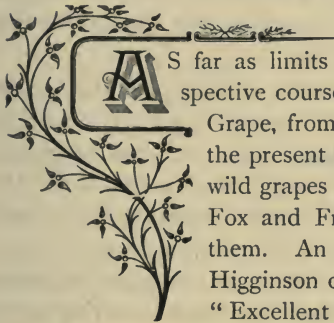 AS far as limits
spective course
Grape, from
the present
wild grapes
Fox and Fr
them. An
Higginson
“ Excellent